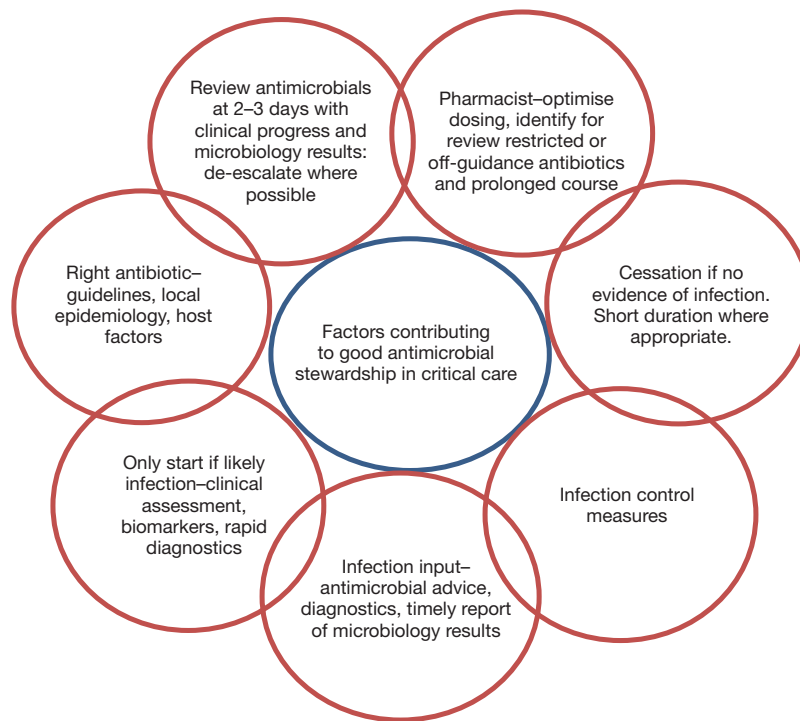 Review antimicrobials
at 2–3 days with
clinical progress and
microbiology results:
de-escalate where
possible
Pharmacist–optimise
dosing, identify for
review restricted or
off-guidance antibiotics
and prolonged course
Right antibiotic–
guidelines, local
epidemiology, host
factors
Factors contributing
to good antimicrobial
stewardship in critical care
Cessation if no
evidence of infection.
Short duration where
appropriate.
Only start if likely
infection–clinical
assessment,
biomarkers, rapid
diagnostics
Infection input–
antimicrobial advice,
diagnostics, timely report
of microbiology results
Infection control
measures